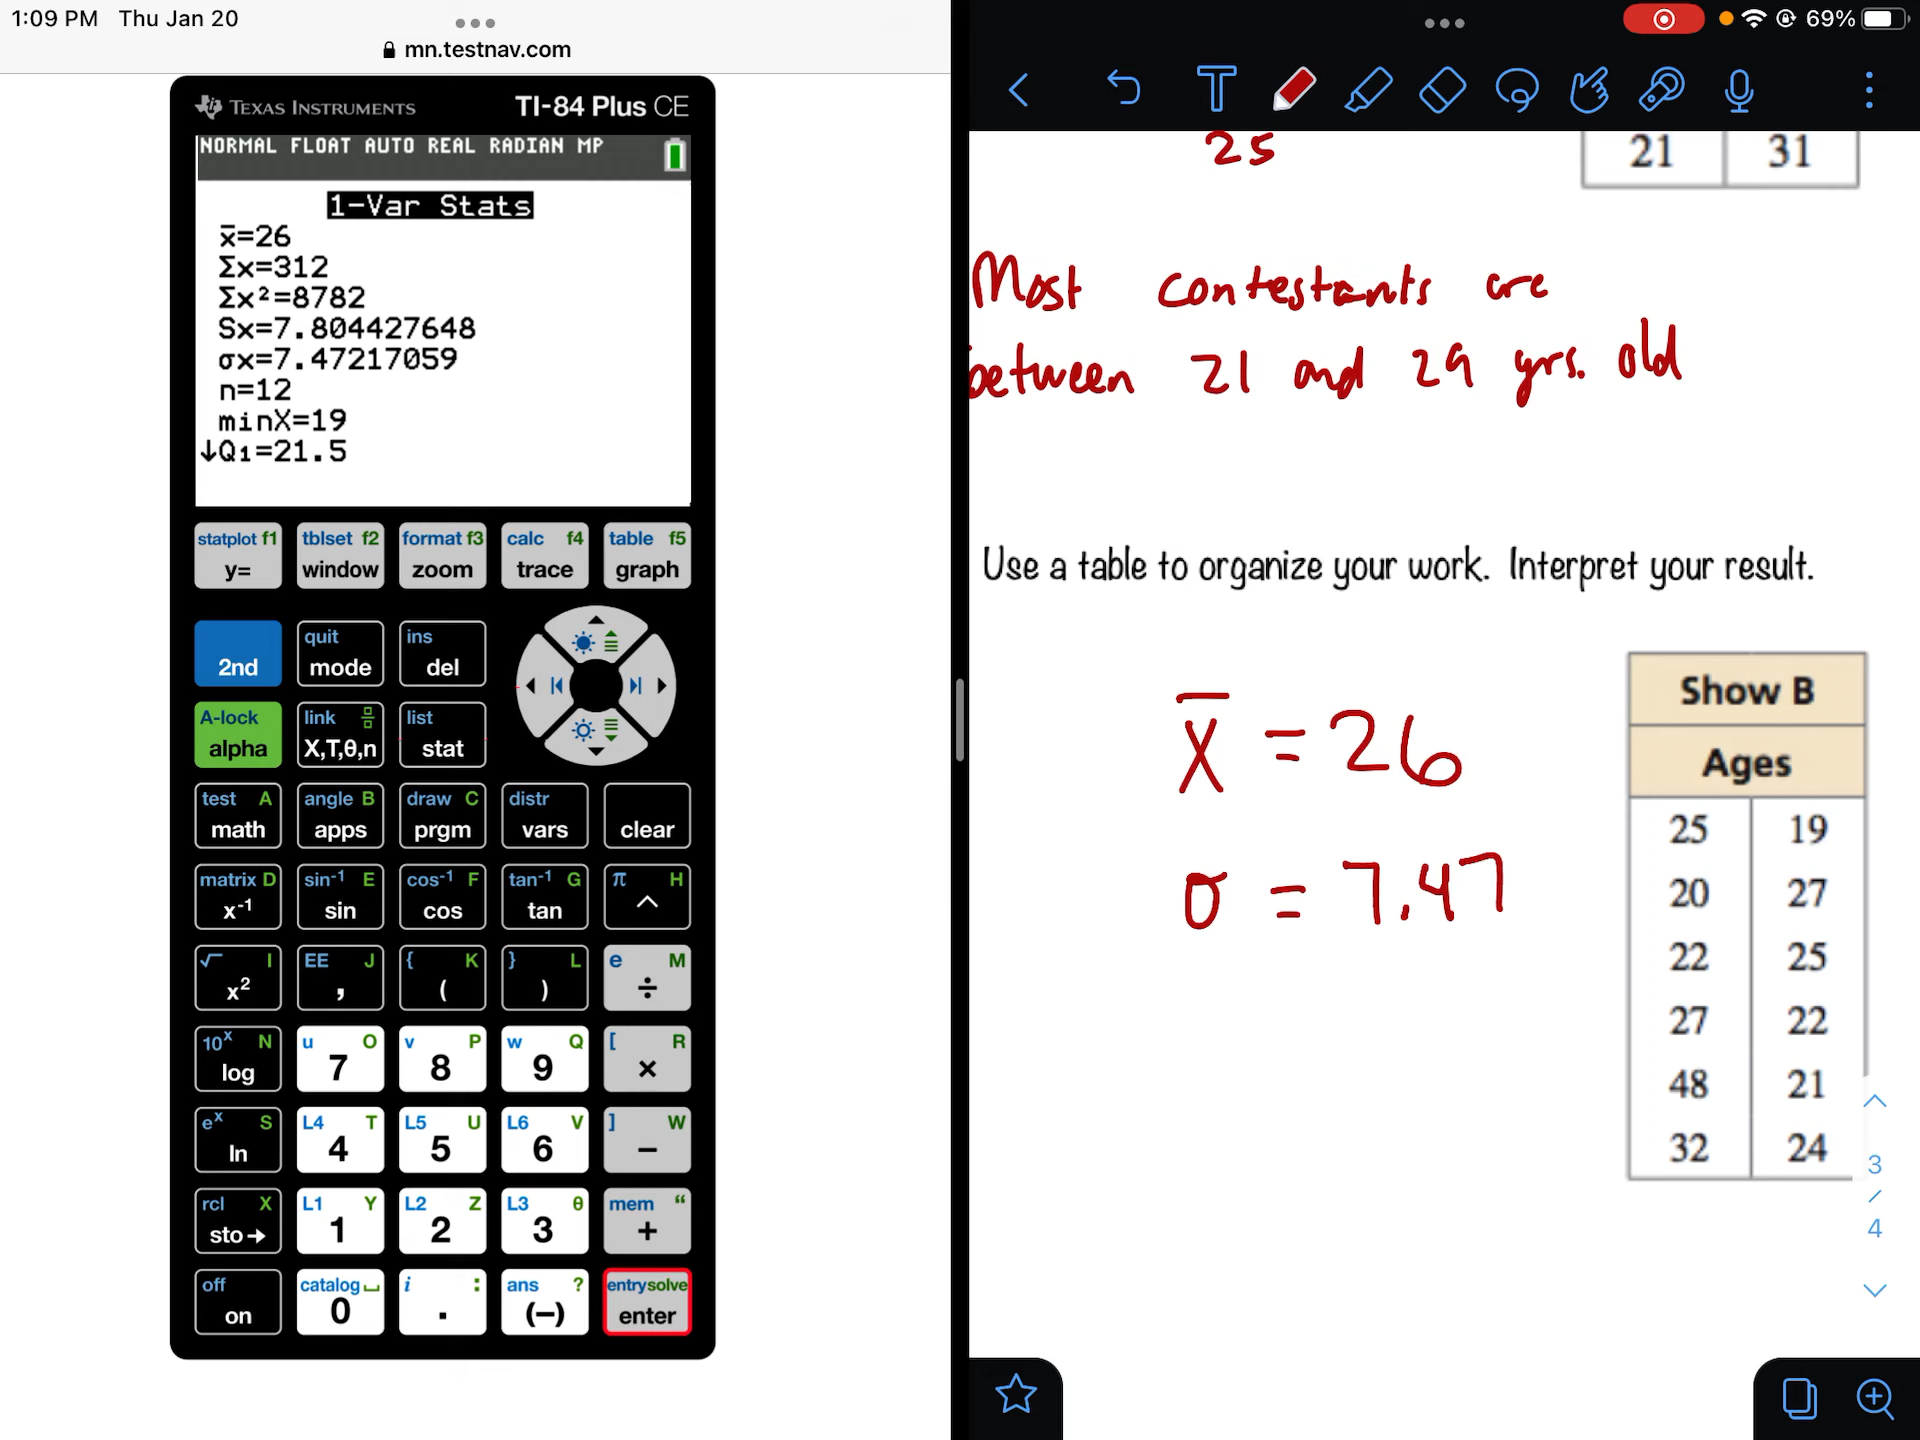 1:09 PM Thu Jan 20
mn.testnav.com
TEXAS INSTRUMENTS TI-84 Plus CE
NORMAL FLOAT AUTO REAL RADIAN MP
1-Var Stats
x̄=26
Σx=312
Σx²=8782
Sx=7.804427648
σx=7.47217059
n=12
minX=19
↓Q₁=21.5
statplot f1 tblset f2 format f3 calc f4 table f5
y= window zoom trace graph
quit ins
2nd mode del
A-lock link list
alpha X,T,θ,n stat
test A angle B draw C distr
math apps prgm vars clear
matrix D sin⁻¹ E cos⁻¹ F tan⁻¹ G π H
x⁻¹ sin cos tan ^
√ I EE J { K } L e M
x² , ( ) ÷
10ˣ N u O v P w Q [ R
log 7 8 9 ×
eˣ S L4 T L5 U L6 V ] W
ln 4 5 6 −
rcl X L1 Y L2 Z L3 θ mem “
sto→ 1 2 3 +
off catalog ⎵ i : ans ? entry solve
on 0 . (−) enter
69%
T
25
21 31
Most contestants are
between 21 and 29 yrs. old
Use a table to organize your work. Interpret your result.
x̄ = 26
σ = 7.47
Show B
Ages
25 19
20 27
22 25
27 22
48 21
32 24
3
/
4